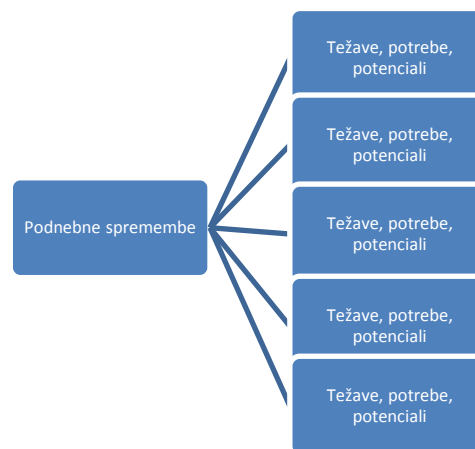 Težave, potrebe,
potenciali
Težave, potrebe,
potenciali
Podnebne spremembe
Težave, potrebe,
potenciali
Težave, potrebe,
potenciali
Težave, potrebe,
potenciali